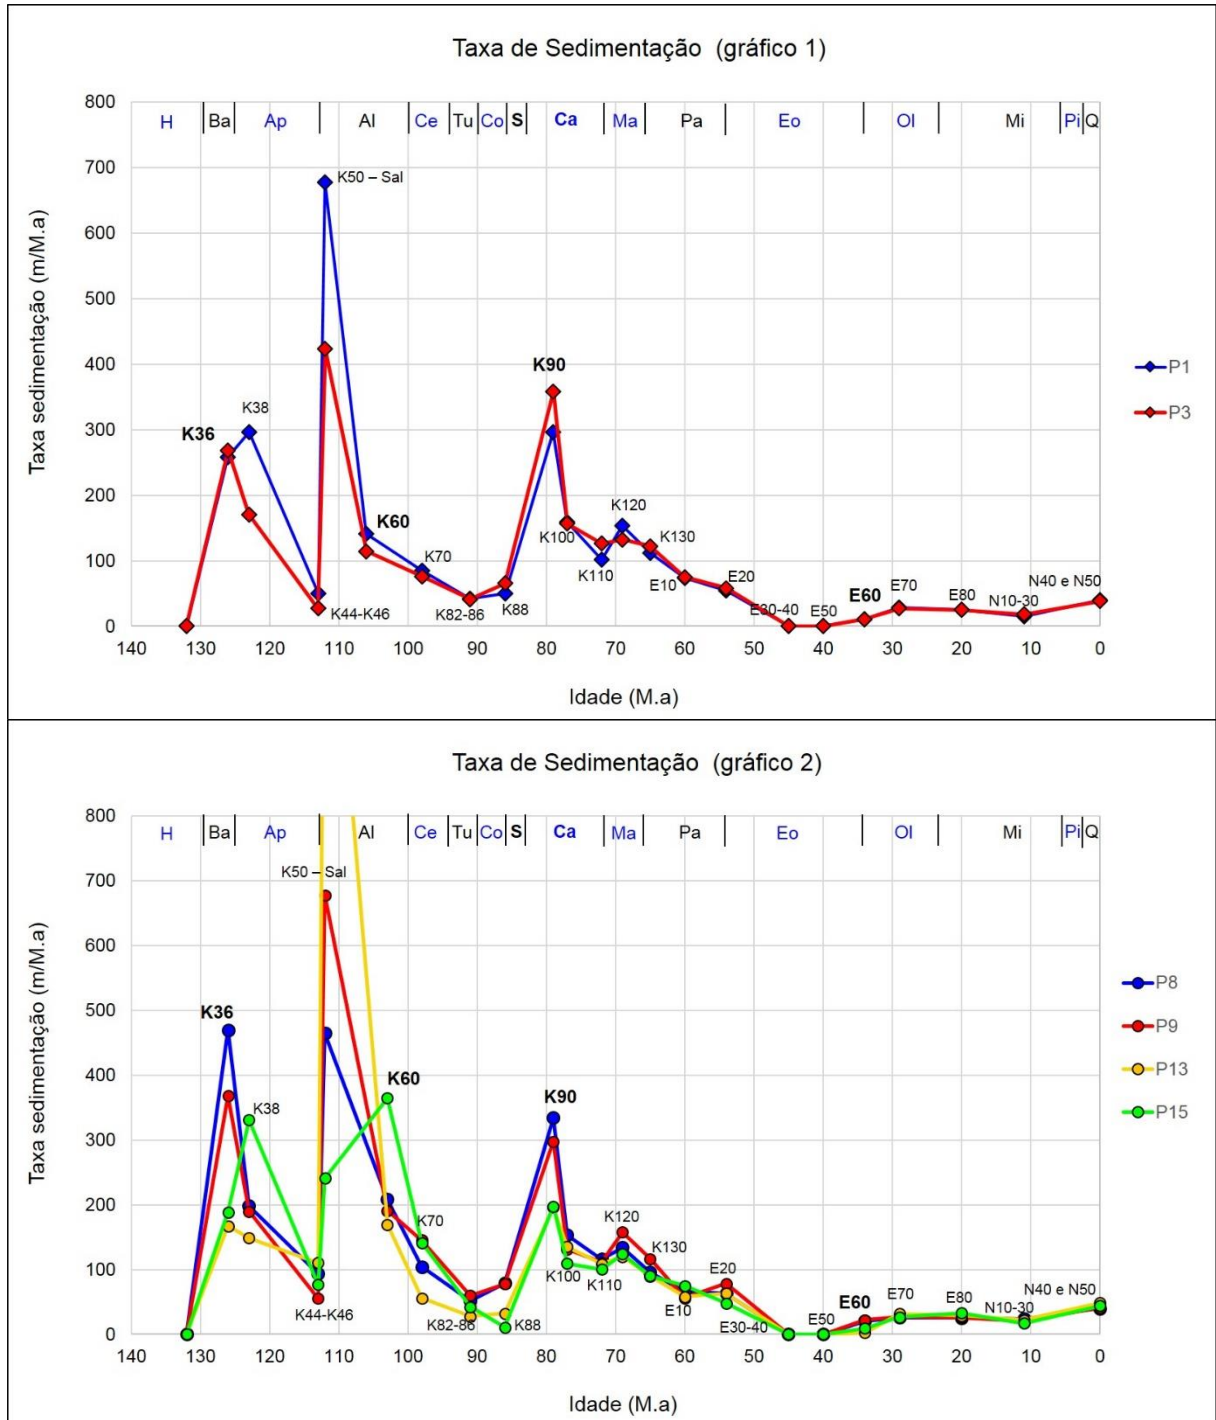 Taxa de Sedimentação (gráfico 1)
800
H Ba Ap Al Ce Tu Co S Ca Ma Pa Eo Ol Mi Pi Q
700
K50 – Sal
600
500
400
K90
P1
P3
300
K36
K38
200
K120
K60
K130
100
K70
K100
K110
E10
E20
K44-K46
K82-86
K88
E30-40
E50
E60
E70
E80
N10-30
N40 e N50
0
140 130 120 110 100 90 80 70 60 50 40 30 20 10 0
Taxa sedimentação (m/M.a)
Idade (M.a)
Taxa de Sedimentação (gráfico 2)
800
H Ba Ap Al Ce Tu Co S Ca Ma Pa Eo Ol Mi Pi Q
700
K50 – Sal
600
500
K36
400
K60
K90
P8
P9
P13
P15
300
K38
200
K70
K120
K130
100
K100
K110
E10
E20
K44-K46
K82-86
K88
E30-40
E50
E60
E70
E80
N10-30
N40 e N50
0
140 130 120 110 100 90 80 70 60 50 40 30 20 10 0
Taxa sedimentação (m/M.a)
Idade (M.a)